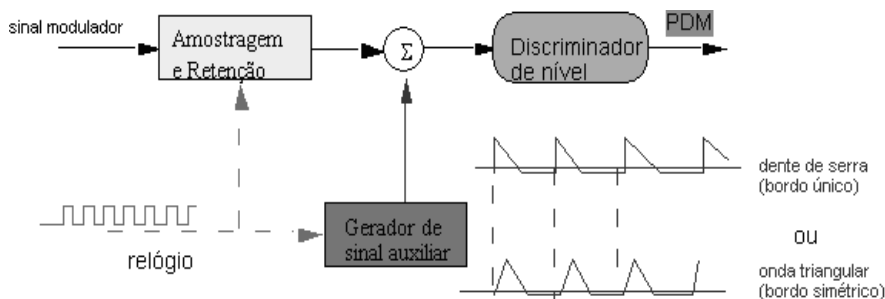 sinal modulador
Amostragem
e Retenção
Σ
Discriminador
de nível
PDM
dente de serra
(bordo único)
relógio
Gerador de
sinal auxiliar
ou
onda triangular
(bordo simétrico)